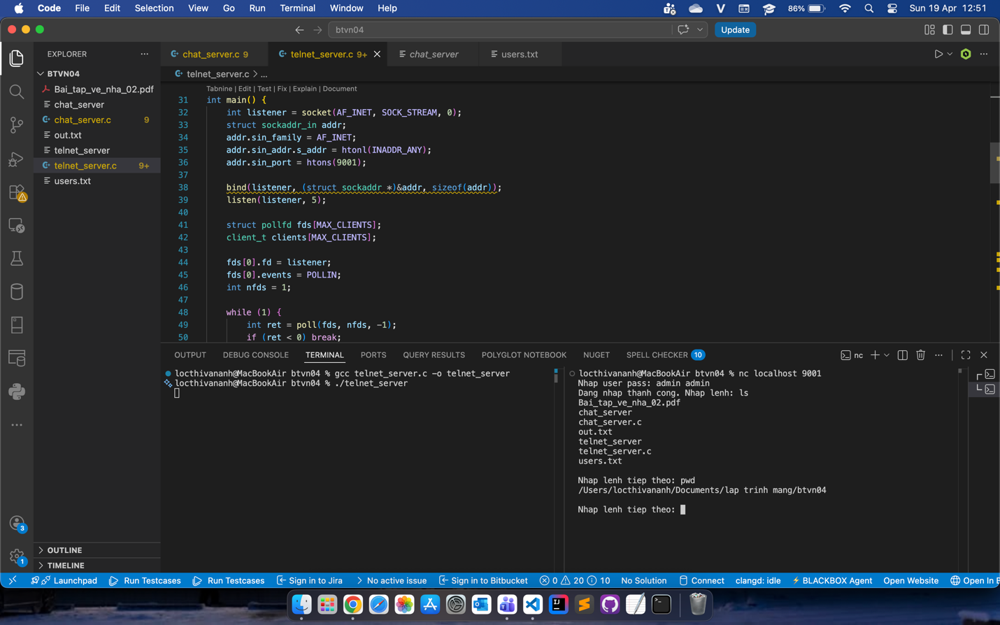 Code File Edit Selection View Go Run Terminal Window Help 86% Sun 19 Apr 12:51
btvn04 Update
EXPLORER
BTVN04
Bai_tap_ve_nha_02.pdf
chat_server
chat_server.c 9
out.txt
telnet_server
telnet_server.c 9+
users.txt
OUTLINE
TIMELINE
3
1
chat_server.c 9 telnet_server.c 9+ chat_server users.txt
telnet_server.c > ...
Tabnine | Edit | Test | Fix | Explain | Document
31 int main() {
32 int listener = socket(AF_INET, SOCK_STREAM, 0);
33 struct sockaddr_in addr;
34 addr.sin_family = AF_INET;
35 addr.sin_addr.s_addr = htonl(INADDR_ANY);
36 addr.sin_port = htons(9001);
37
38 bind(listener, (struct sockaddr *)&addr, sizeof(addr));
39 listen(listener, 5);
40
41 struct pollfd fds[MAX_CLIENTS];
42 client_t clients[MAX_CLIENTS];
43
44 fds[0].fd = listener;
45 fds[0].events = POLLIN;
46 int nfds = 1;
47
48 while (1) {
49 int ret = poll(fds, nfds, -1);
50 if (ret < 0) break;
OUTPUT DEBUG CONSOLE TERMINAL PORTS QUERY RESULTS POLYGLOT NOTEBOOK NUGET SPELL CHECKER 10 nc
locthivananh@MacBookAir btvn04 % gcc telnet_server.c -o telnet_server
locthivananh@MacBookAir btvn04 % ./telnet_server
locthivananh@MacBookAir btvn04 % nc localhost 9001
Nhap user pass: admin admin
Dang nhap thanh cong. Nhap lenh: ls
Bai_tap_ve_nha_02.pdf
chat_server
chat_server.c
out.txt
telnet_server
telnet_server.c
users.txt
Nhap lenh tiep theo: pwd
/Users/locthivananh/Documents/lap trinh mang/btvn04
Nhap lenh tiep theo:
Launchpad Run Testcases Run Testcases Sign in to Jira No active issue Sign in to Bitbucket 0 20 10 No Solution Connect clangd: idle BLACKBOX Agent Open Website Open In B